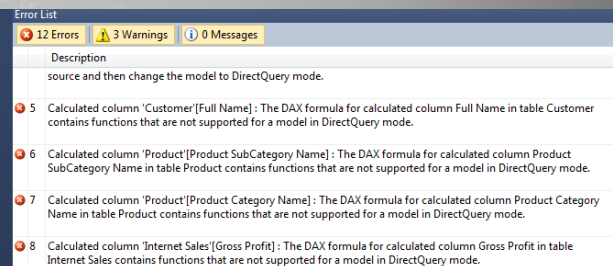 Error List
12 Errors 3 Warnings 0 Messages
Description
source and then change the model to DirectQuery mode.
5 Calculated column 'Customer'[Full Name] : The DAX formula for calculated column Full Name in table Customer
contains functions that are not supported for a model in DirectQuery mode.
6 Calculated column 'Product'[Product SubCategory Name] : The DAX formula for calculated column Product
SubCategory Name in table Product contains functions that are not supported for a model in DirectQuery mode.
7 Calculated column 'Product'[Product Category Name] : The DAX formula for calculated column Product Category
Name in table Product contains functions that are not supported for a model in DirectQuery mode.
8 Calculated column 'Internet Sales'[Gross Profit] : The DAX formula for calculated column Gross Profit in table
Internet Sales contains functions that are not supported for a model in DirectQuery mode.